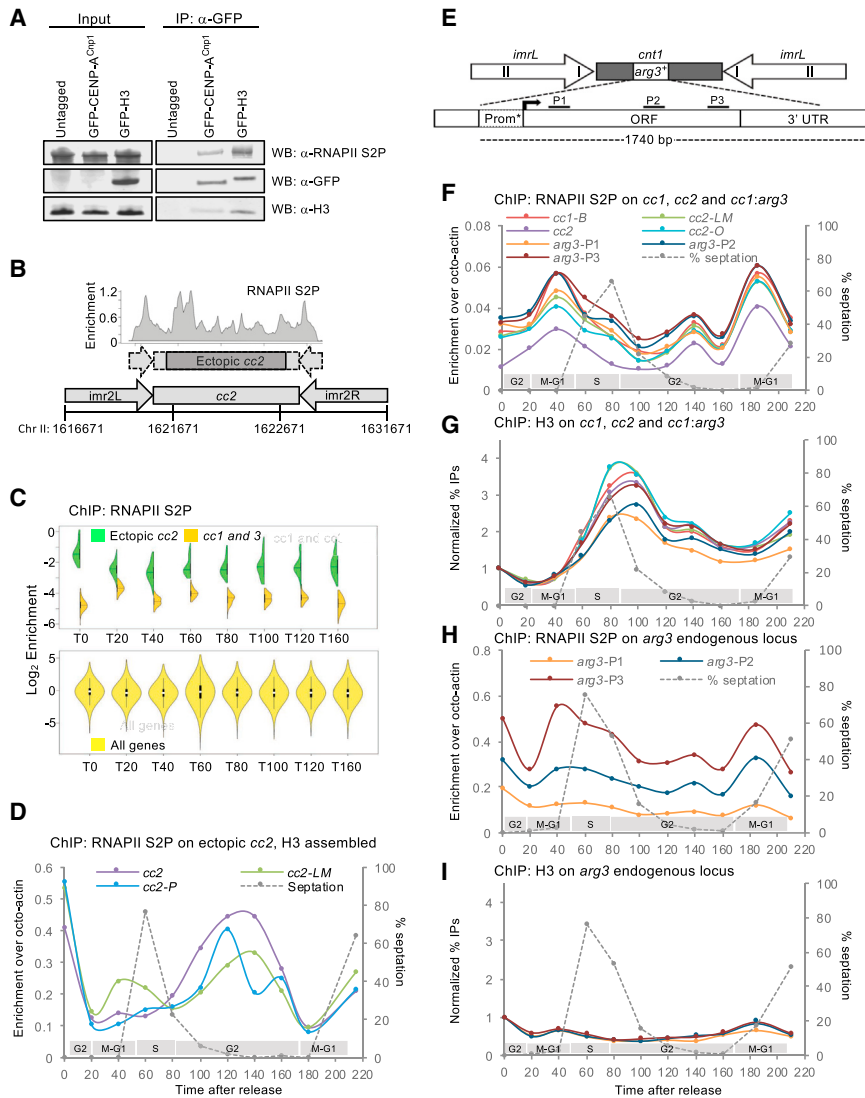 A
Input
IP: α-GFP
Untagged
GFP-CENP-A^Cnp1
GFP-H3
Untagged
GFP-CENP-A^Cnp1
GFP-H3
WB: α-RNAPII S2P
WB: α-GFP
WB: α-H3
B
RNAPII S2P
Enrichment
1.2
0.8
0.4
0
Ectopic cc2
imr2L
cc2
imr2R
Chr II: 1616671
1621671
1622671
1631671
C
ChIP: RNAPII S2P
Log2 Enrichment
0
-2
-4
-6
Ectopic cc2
cc1 and 3
T0 T20 T40 T60 T80 T100 T120 T160
5
0
-5
All genes
All genes
T0 T20 T40 T60 T80 T100 T120 T160
D
ChIP: RNAPII S2P on ectopic cc2, H3 assembled
cc2
cc2-LM
cc2-P
Septation
Enrichment over octo-actin
0.6
0.5
0.4
0.3
0.2
0.1
0
% septation
100
90
80
70
60
50
40
30
20
10
0
G2 M-G1 S G2 M-G1
0 20 40 60 80 100 120 140 160 180 200 220
Time after release
E
imrL
cnt1
imrL
II
I
arg3+
I
II
P1
P2
P3
Prom*
ORF
3' UTR
1740 bp
F
ChIP: RNAPII S2P on cc1, cc2 and cc1:arg3
cc1-B
cc2-LM
cc2
cc2-O
arg3-P1
arg3-P2
arg3-P3
% septation
Enrichment over octo-actin
0.08
0.06
0.04
0.02
0
% septation
100
80
60
40
20
0
G2 M-G1 S G2 M-G1
0 20 40 60 80 100 120 140 160 180 200 220
G
ChIP: H3 on cc1, cc2 and cc1:arg3
Normalized % IPs
4
3
2
1
0
% septation
100
80
60
40
20
0
G2 M-G1 S G2 M-G1
0 20 40 60 80 100 120 140 160 180 200 220
H
ChIP: RNAPII S2P on arg3 endogenous locus
arg3-P1
arg3-P2
arg3-P3
% septation
Enrichment over octo-actin
0.8
0.6
0.4
0.2
0
% septation
100
80
60
40
20
0
G2 M-G1 S G2 M-G1
0 20 40 60 80 100 120 140 160 180 200 220
I
ChIP: H3 on arg3 endogenous locus
Normalized % IPs
4
3
2
1
0
% septation
100
80
60
40
20
0
G2 M-G1 S G2 M-G1
0 20 40 60 80 100 120 140 160 180 200 220
Time after release